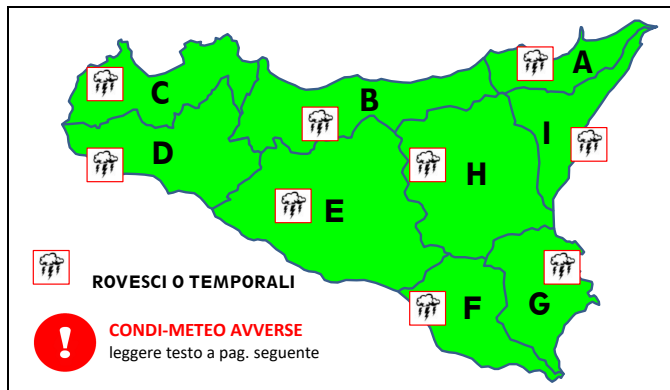 A
C
B
I
D
H
E
ROVESCI O TEMPORALI
F
G
!
CONDI-METEO AVVERSE
leggere testo a pag. seguente